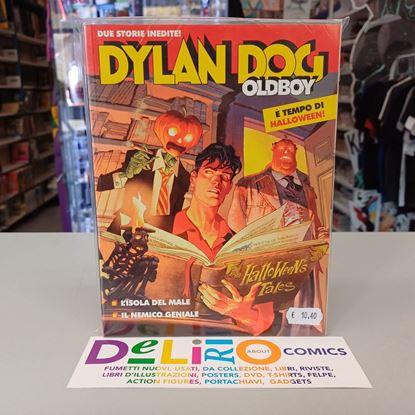 DUE STORIE INEDITE!
DYLAN DOG
OLDBOY
È TEMPO DI
HALLOWEEN!
Halloween's
Tales
L'ISOLA DEL MALE
IL NEMICO GENIALE
€ 10,40
DeLiRiO ABOUT COMICS
FUMETTI NUOVI, USATI, DA COLLEZIONE, LIBRI, RIVISTE,
LIBRI D'ILLUSTRAZIONI, POSTERS, DVD, T-SHIRTS, FELPE,
ACTION FIGURES, PORTACHIAVI, GADGETS